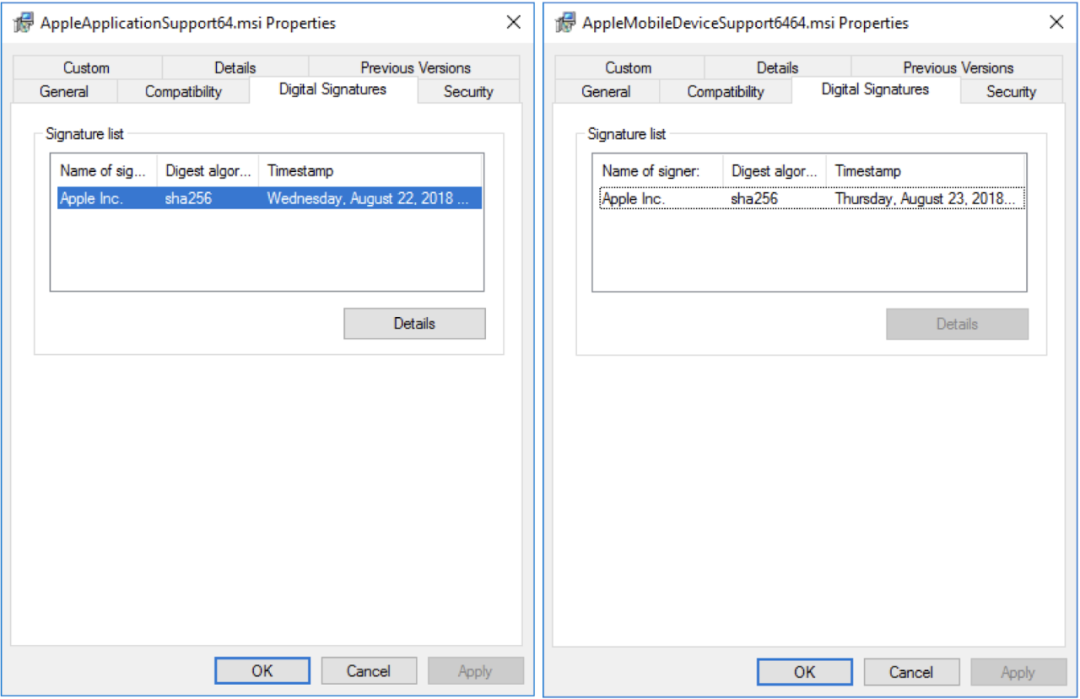 AppleApplicationSupport64.msi Properties
Custom Details Previous Versions
General Compatibility Digital Signatures Security
Signature list
Name of sig... Digest algor... Timestamp
Apple Inc. sha256 Wednesday, August 22, 2018 ...
Details
OK Cancel Apply
AppleMobileDeviceSupport6464.msi Properties
Custom Details Previous Versions
General Compatibility Digital Signatures Security
Signature list
Name of signer: Digest algor... Timestamp
Apple Inc. sha256 Thursday, August 23, 2018...
Details
OK Cancel Apply